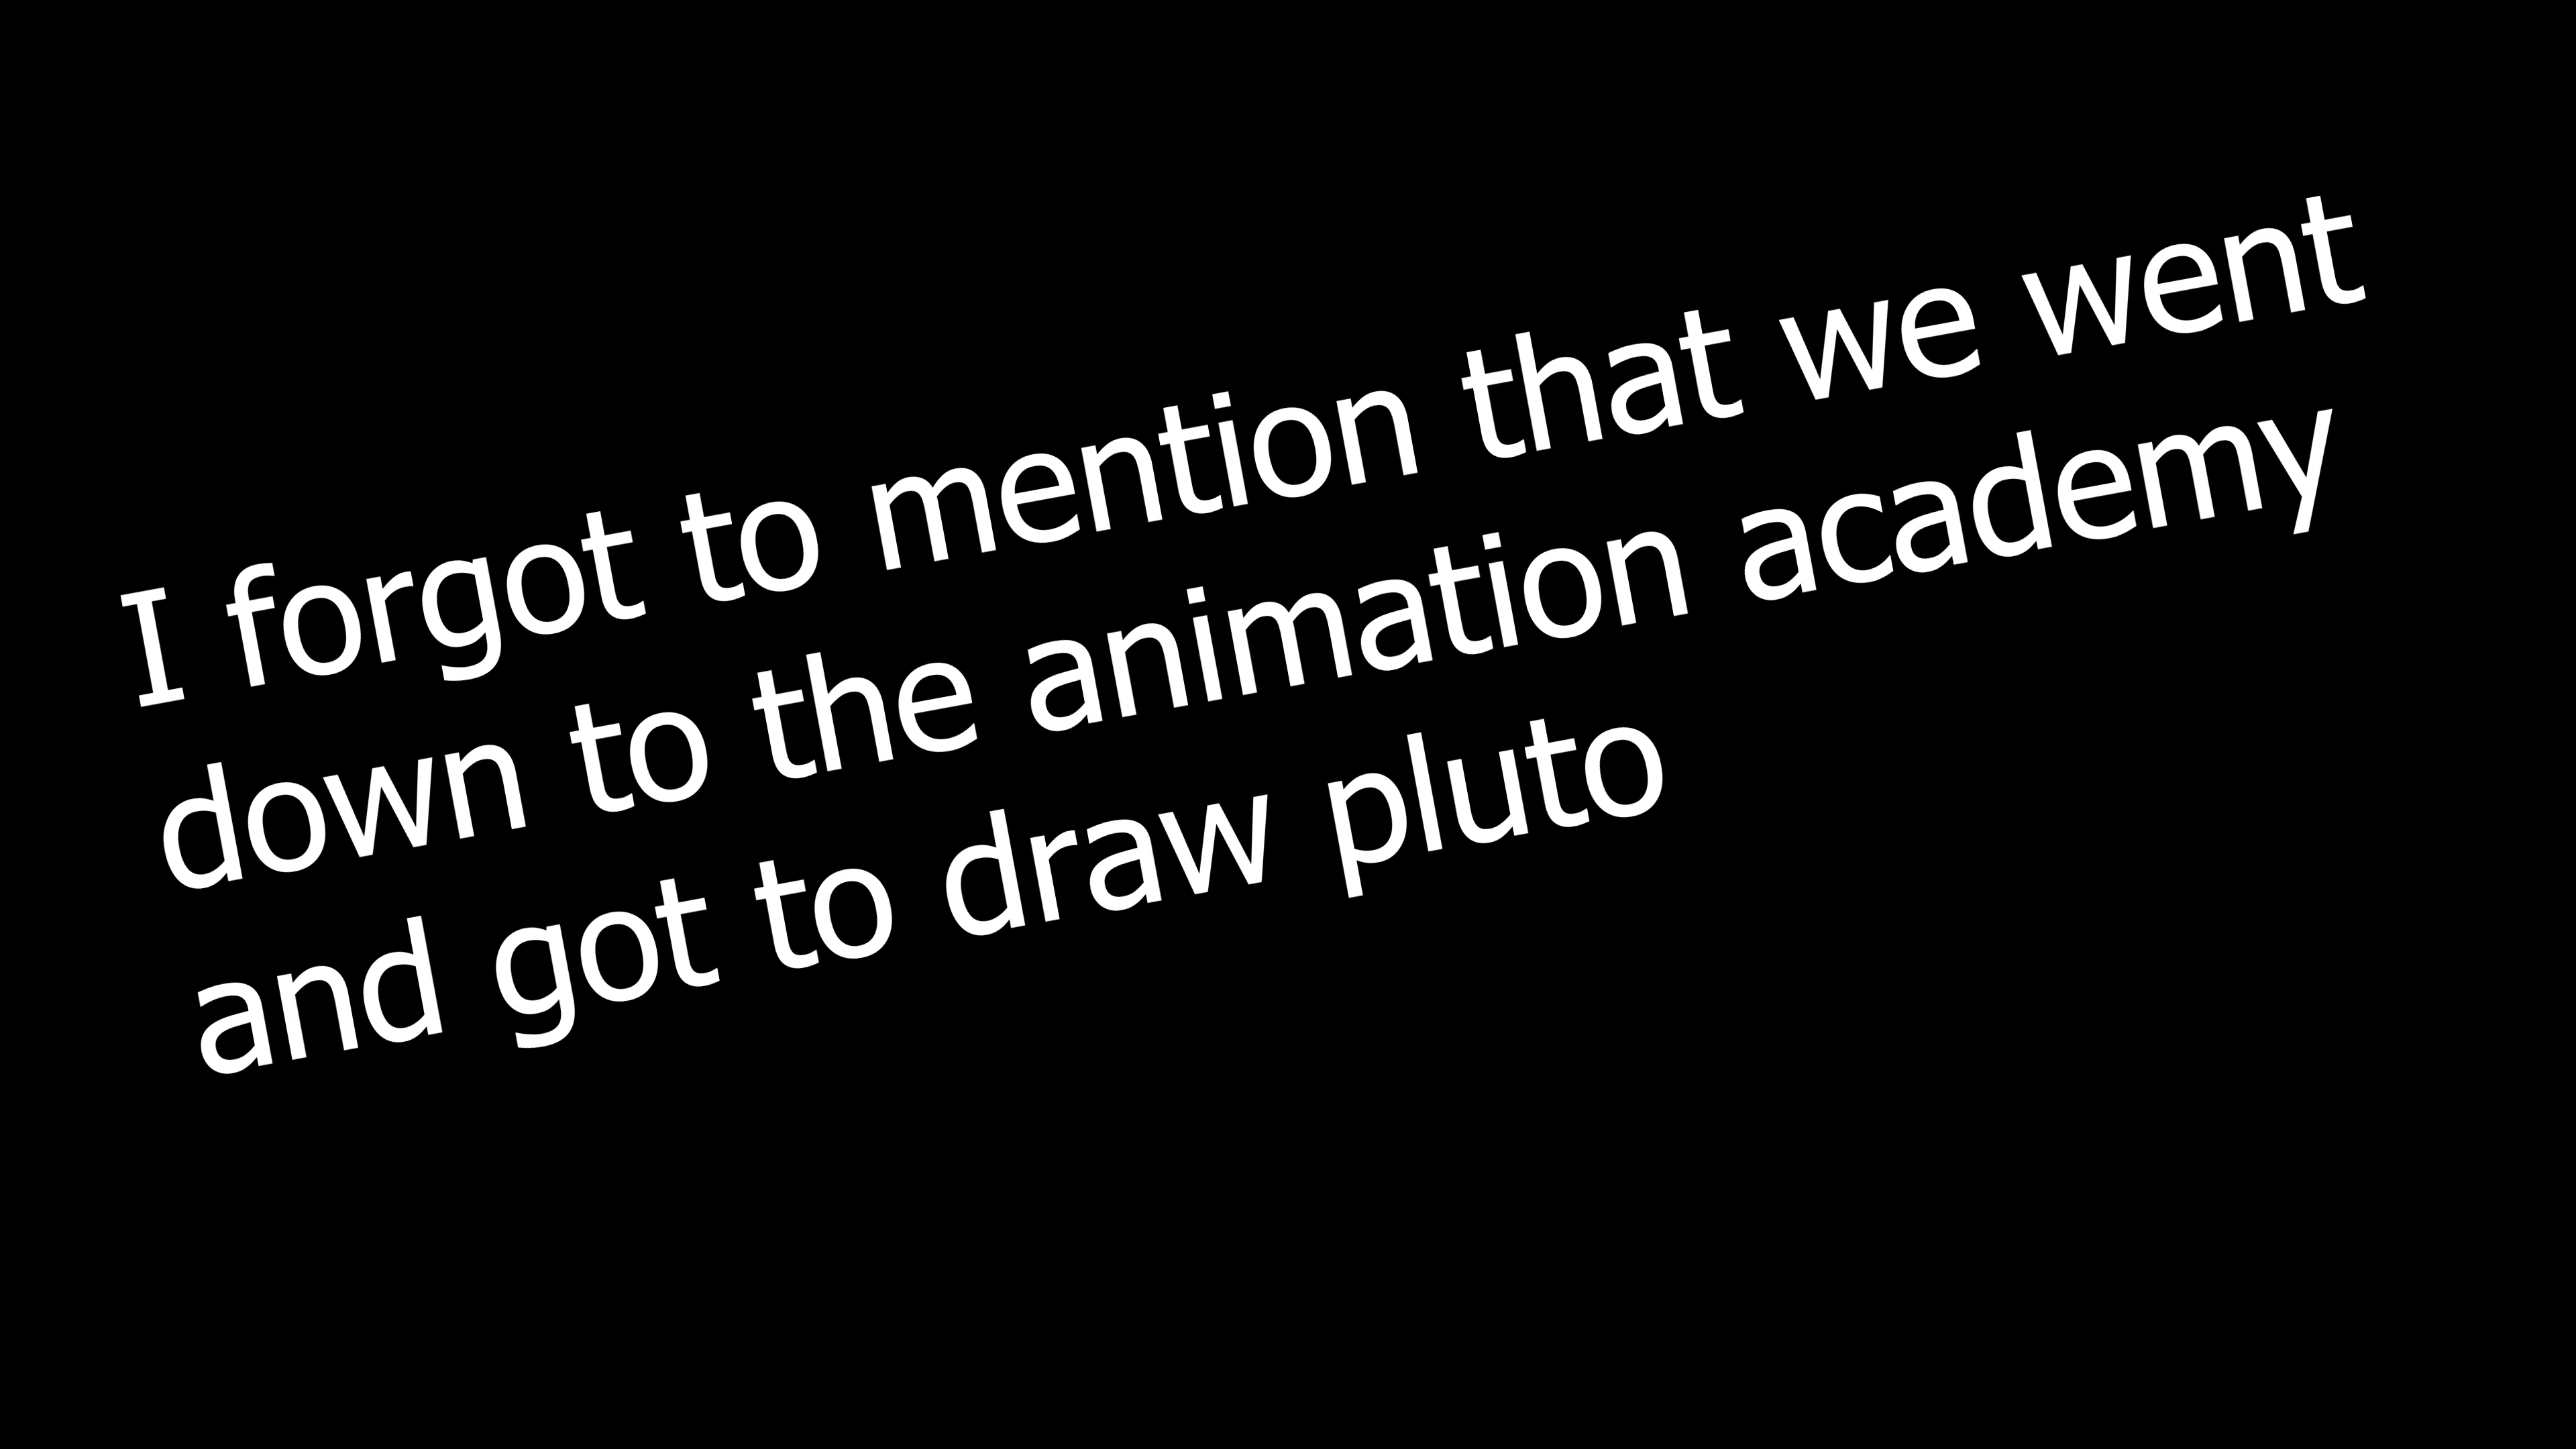 I forgot to mention that we went
down to the animation academy
and got to draw pluto